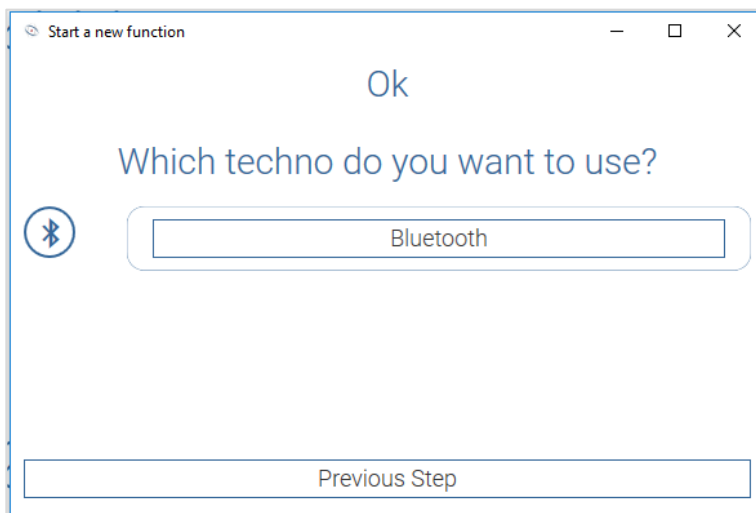 Start a new function
Ok
Which techno do you want to use?
Bluetooth
Previous Step